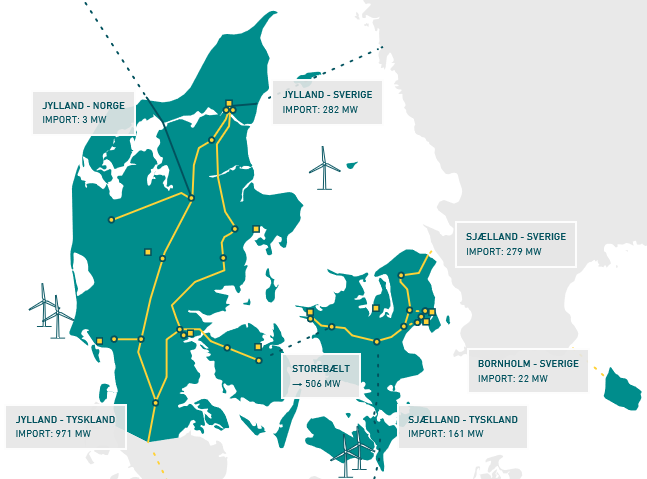 JYLLAND - NORGE
IMPORT: 3 MW
JYLLAND - SVERIGE
IMPORT: 282 MW
SJÆLLAND - SVERIGE
IMPORT: 279 MW
STOREBÆLT
→ 506 MW
BORNHOLM - SVERIGE
IMPORT: 22 MW
JYLLAND - TYSKLAND
IMPORT: 971 MW
SJÆLLAND - TYSKLAND
IMPORT: 161 MW